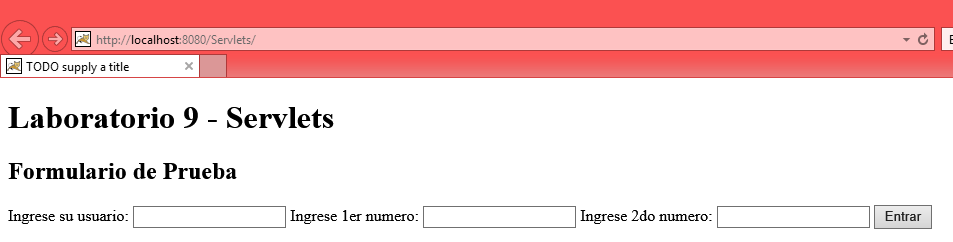 http://localhost:8080/Servlets/
TODO supply a title
Laboratorio 9 - Servlets
Formulario de Prueba
Ingrese su usuario: Ingrese 1er numero: Ingrese 2do numero: Entrar